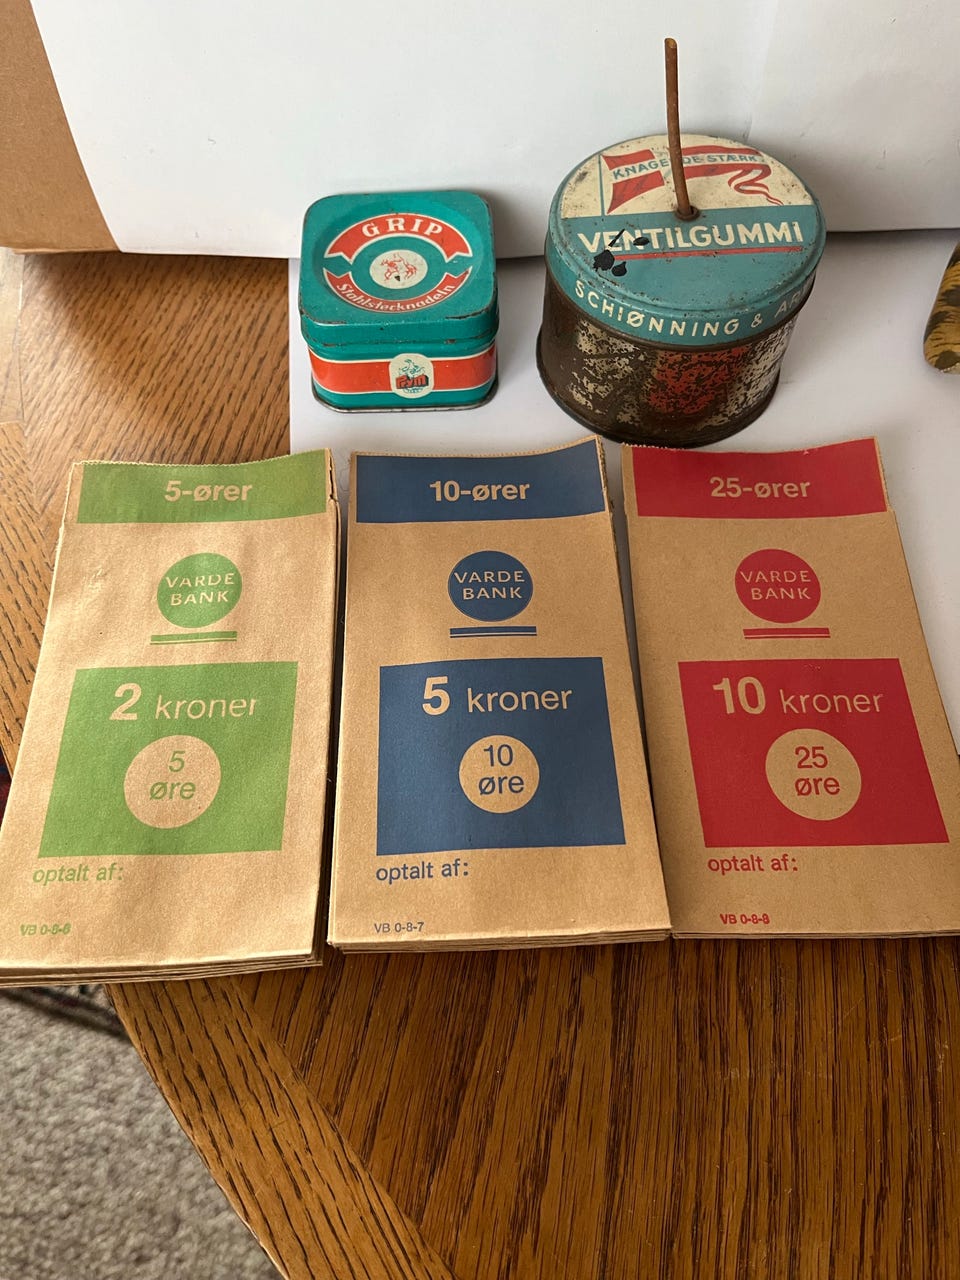 GRIP
Stahlstecknadeln
KNAGENDE STÆRK
VENTILGUMMI
SCHIØNNING & AR
5-ører
VARDE
BANK
2 kroner
5
øre
optalt af:
VB 0-8-6
10-ører
VARDE
BANK
5 kroner
10
øre
optalt af:
VB 0-8-7
25-ører
VARDE
BANK
10 kroner
25
øre
optalt af:
VB 0-8-8